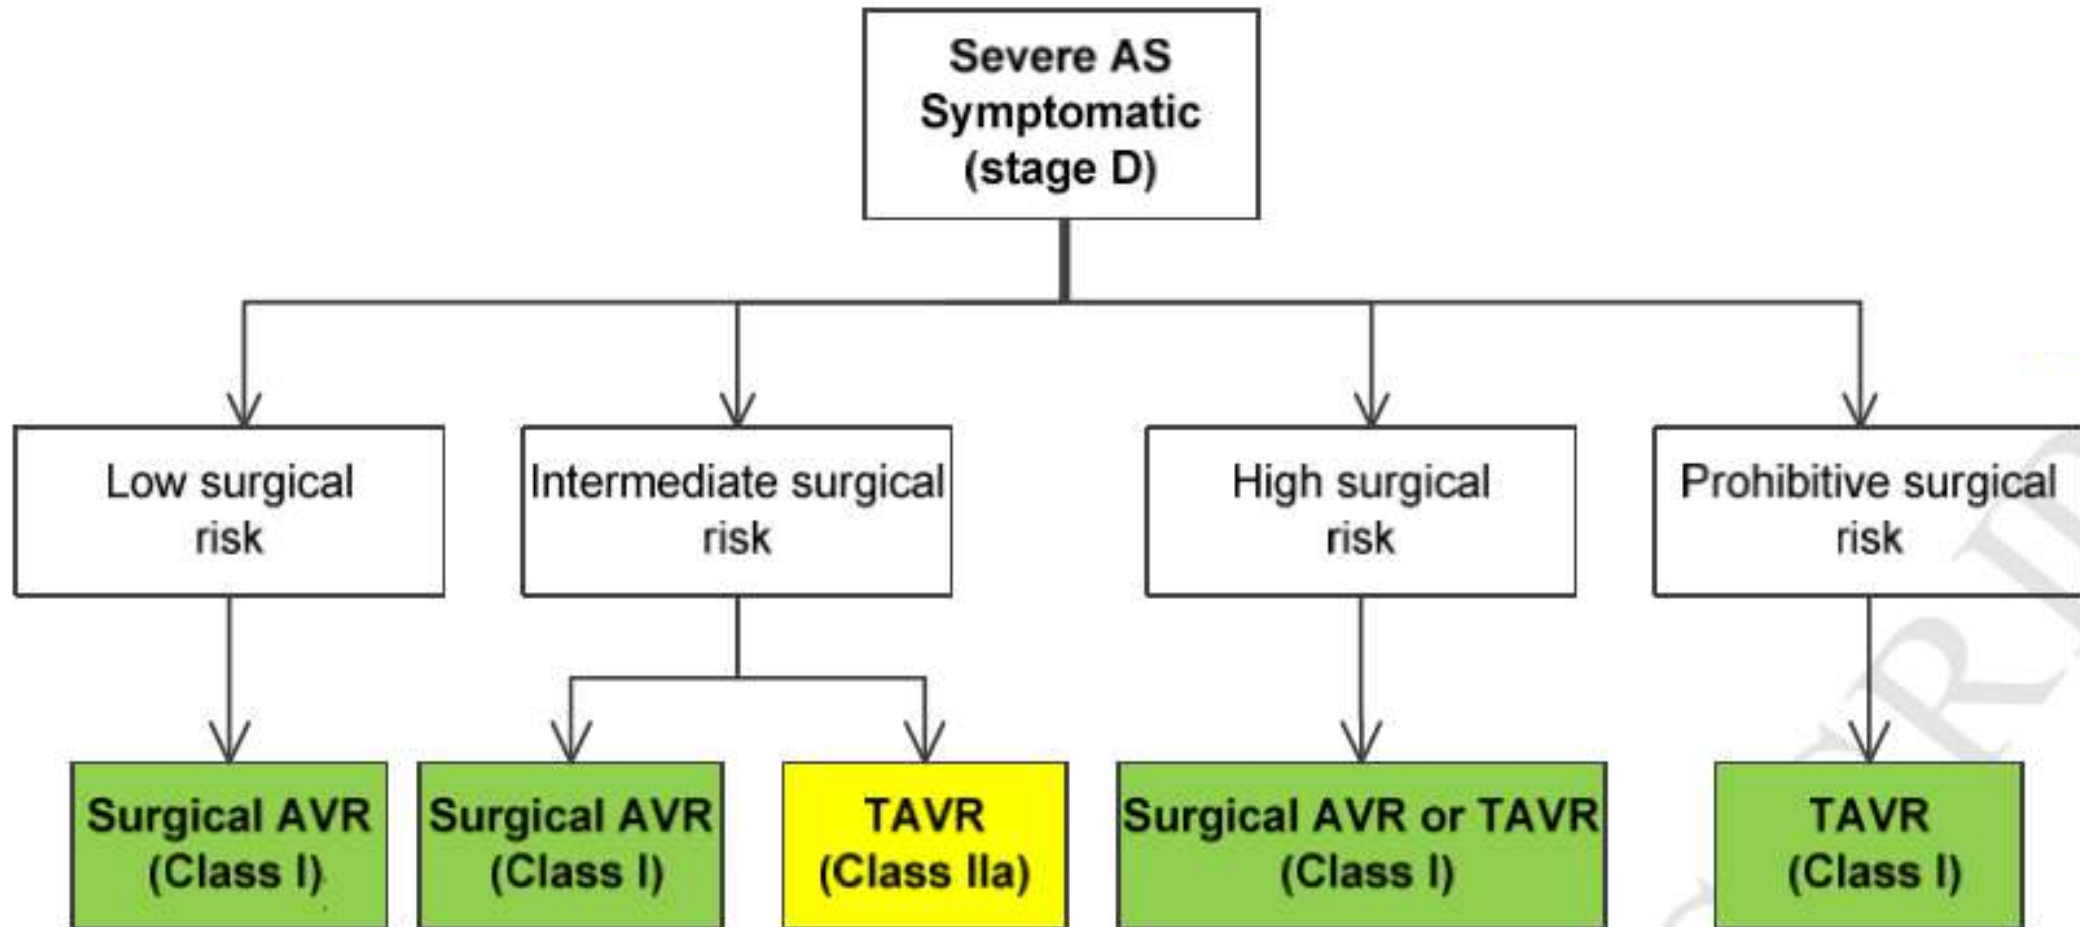 Severe AS
Symptomatic
(stage D)
Low surgical
risk
Intermediate surgical
risk
High surgical
risk
Prohibitive surgical
risk
Surgical AVR
(Class I)
Surgical AVR
(Class I)
TAVR
(Class IIa)
Surgical AVR or TAVR
(Class I)
TAVR
(Class I)